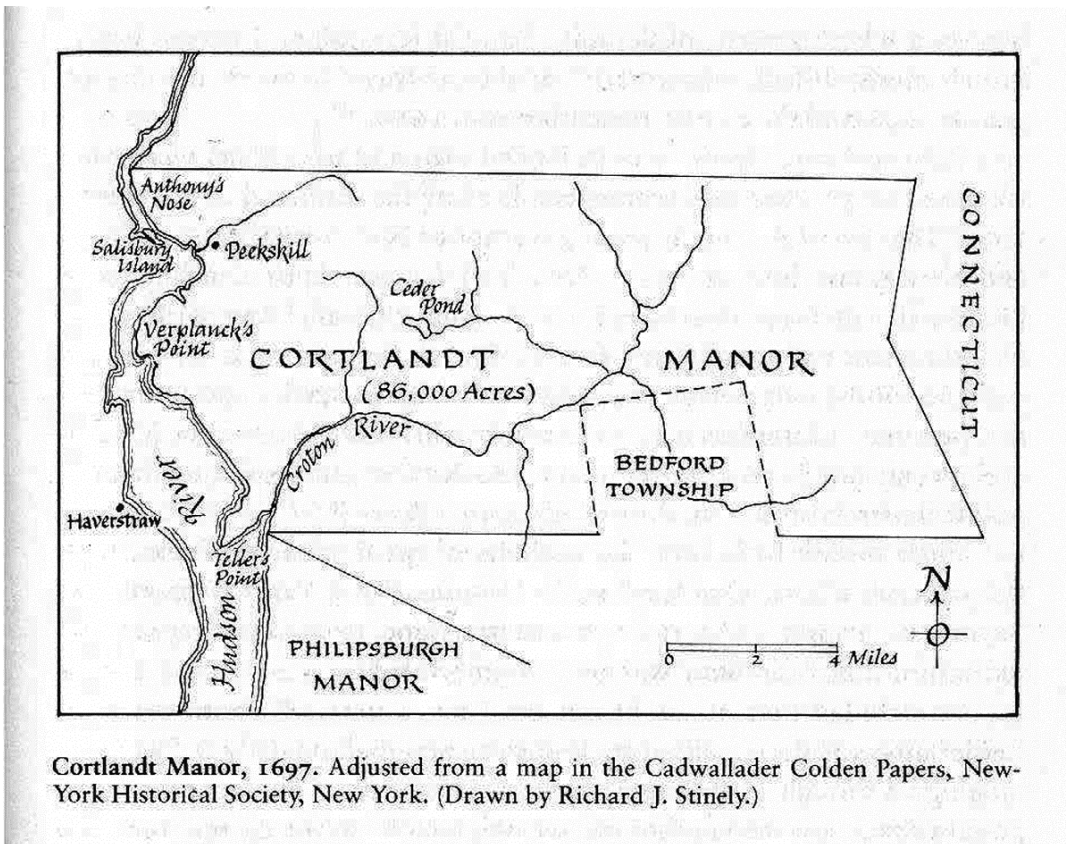 Anthony's
Nose
Salisbury
Island
Peekskill
Ceder
Pond
Verplanck's
Point
CORTLANDT MANOR
(86,000 Acres)
CONNECTICUT
Croton River
BEDFORD
TOWNSHIP
River
Haverstraw
Teller's
Point
Hudson
PHILIPSBURGH
MANOR
N
0 2 4 Miles
Cortlandt Manor, 1697. Adjusted from a map in the Cadwallader Colden Papers, New-
York Historical Society, New York. (Drawn by Richard J. Stinely.)